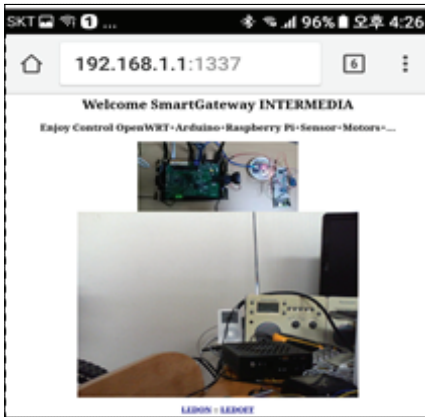 SKT 1 ... 96% 오후 4:26
192.168.1.1:1337 6
Welcome SmartGateway INTERMEDIA
Enjoy Control OpenWRT+Arduino+Raspberry Pi+Sensor+Motors+...
LEDON : LEDOFF